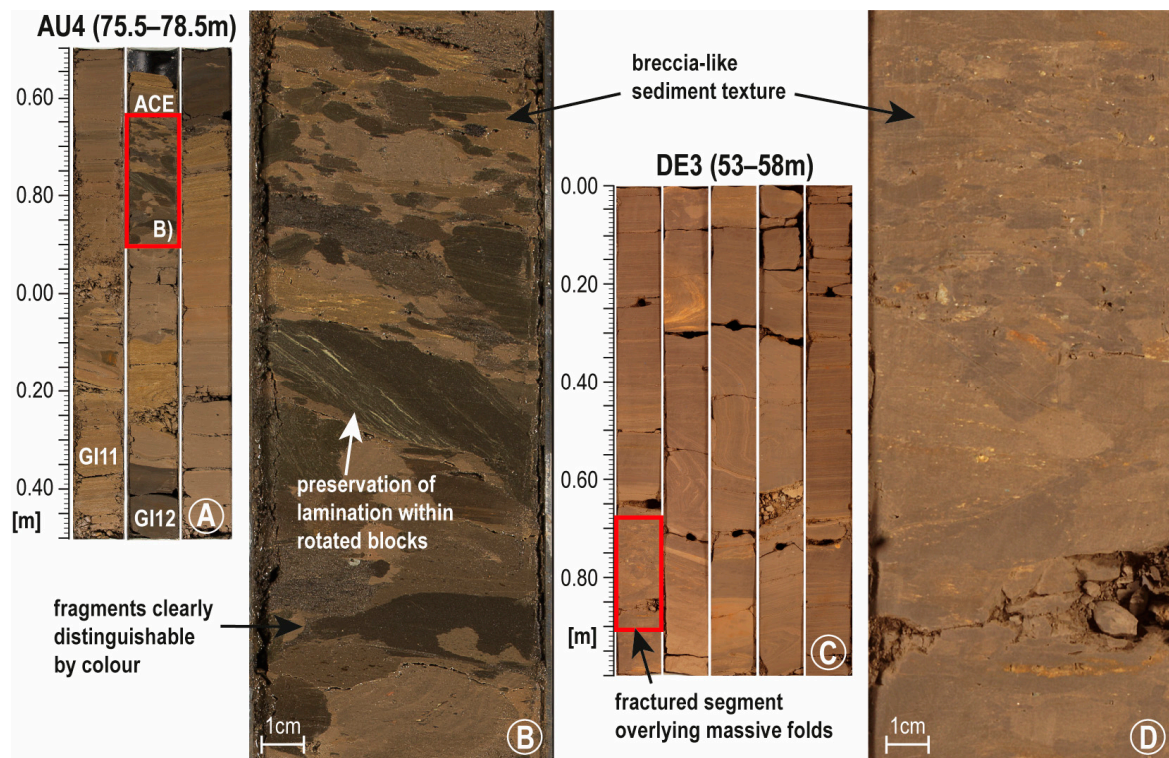 AU4 (75.5–78.5m)
0.60
0.80
0.00
0.20
0.40
[m]
ACE
B)
GI11
GI12
A
breccia-like
sediment texture
preservation of
lamination within
rotated blocks
fragments clearly
distinguishable
by colour
1cm
B
DE3 (53–58m)
0.00
0.20
0.40
0.60
0.80
[m]
C
fractured segment
overlying massive folds
1cm
D